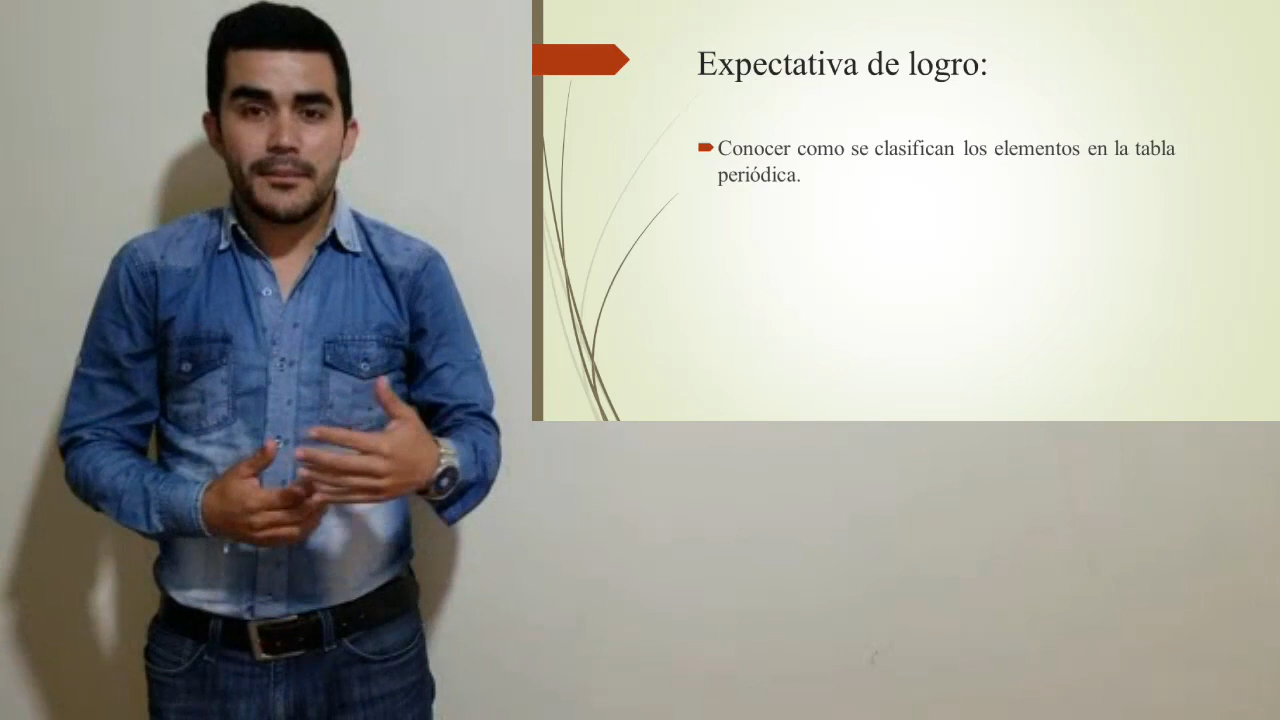 Expectativa de logro:
Conocer como se clasifican los elementos en la tabla
periódica.